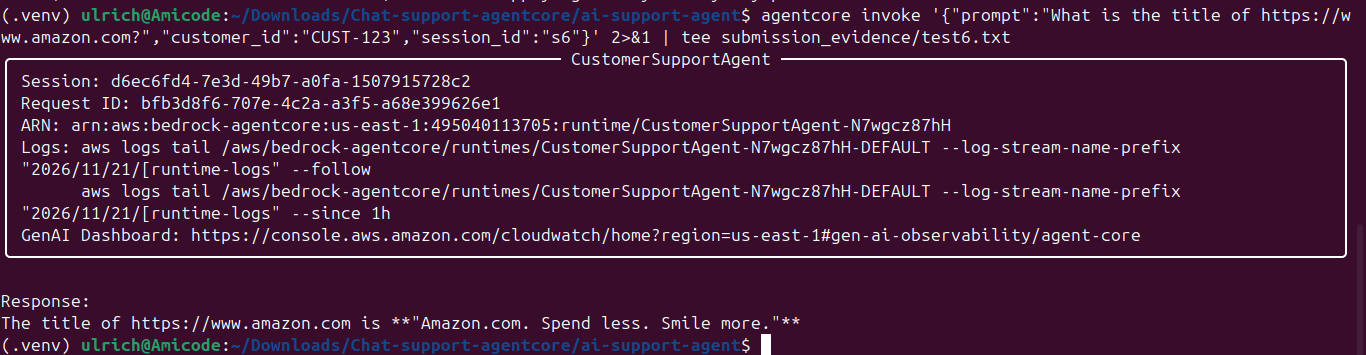 (.venv) ulrich@Amicode:~/Downloads/Chat-support-agentcore/ai-support-agent$ agentcore invoke '{"prompt":"What is the title of https://w
ww.amazon.com?","customer_id":"CUST-123","session_id":"s6"}' 2>&1 | tee submission_evidence/test6.txt
CustomerSupportAgent
Session: d6ec6fd4-7e3d-49b7-a0fa-1507915728c2
Request ID: bfb3d8f6-707e-4c2a-a3f5-a68e399626e1
ARN: arn:aws:bedrock-agentcore:us-east-1:495040113705:runtime/CustomerSupportAgent-N7wgcz87hH
Logs: aws logs tail /aws/bedrock-agentcore/runtimes/CustomerSupportAgent-N7wgcz87hH-DEFAULT --log-stream-name-prefix
"2026/11/21/[runtime-logs" --follow
aws logs tail /aws/bedrock-agentcore/runtimes/CustomerSupportAgent-N7wgcz87hH-DEFAULT --log-stream-name-prefix
"2026/11/21/[runtime-logs" --since 1h
GenAI Dashboard: https://console.aws.amazon.com/cloudwatch/home?region=us-east-1#gen-ai-observability/agent-core
Response:
The title of https://www.amazon.com is **"Amazon.com. Spend less. Smile more."**
(.venv) ulrich@Amicode:~/Downloads/Chat-support-agentcore/ai-support-agent$